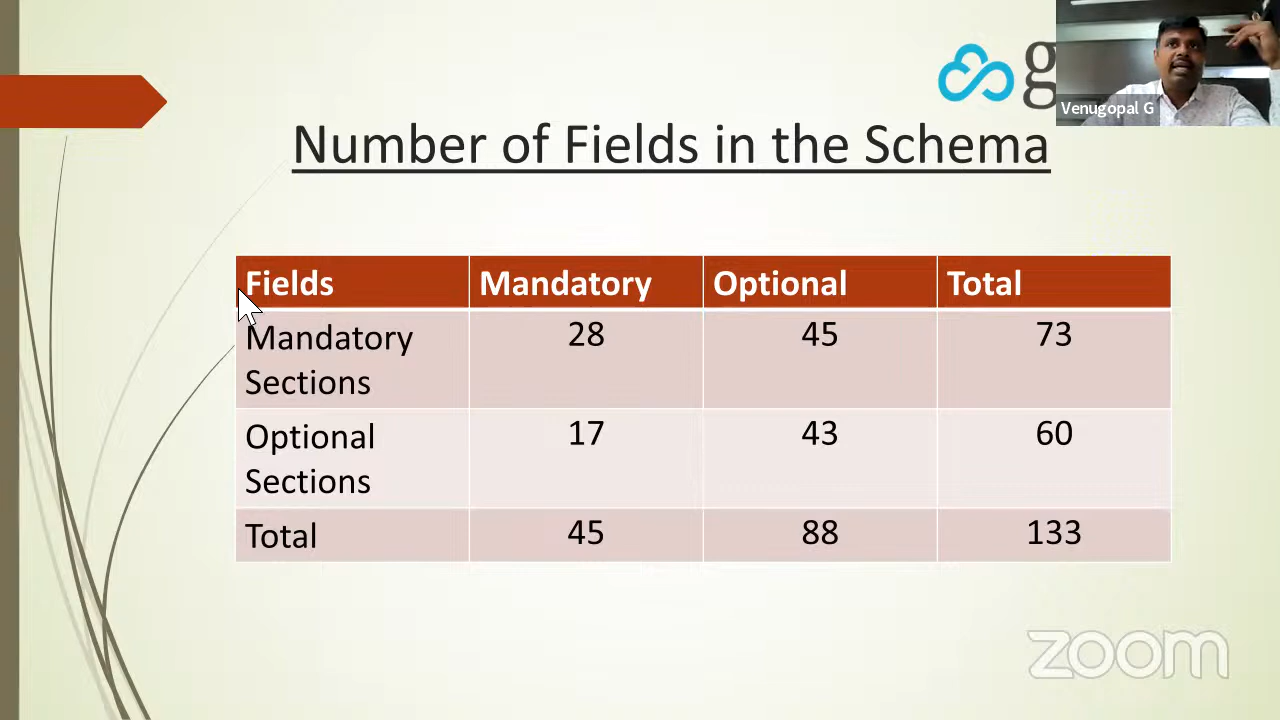 g
Venugopal G
Number of Fields in the Schema
Fields Mandatory Optional Total
Mandatory Sections 28 45 73
Optional Sections 17 43 60
Total 45 88 133
zoom